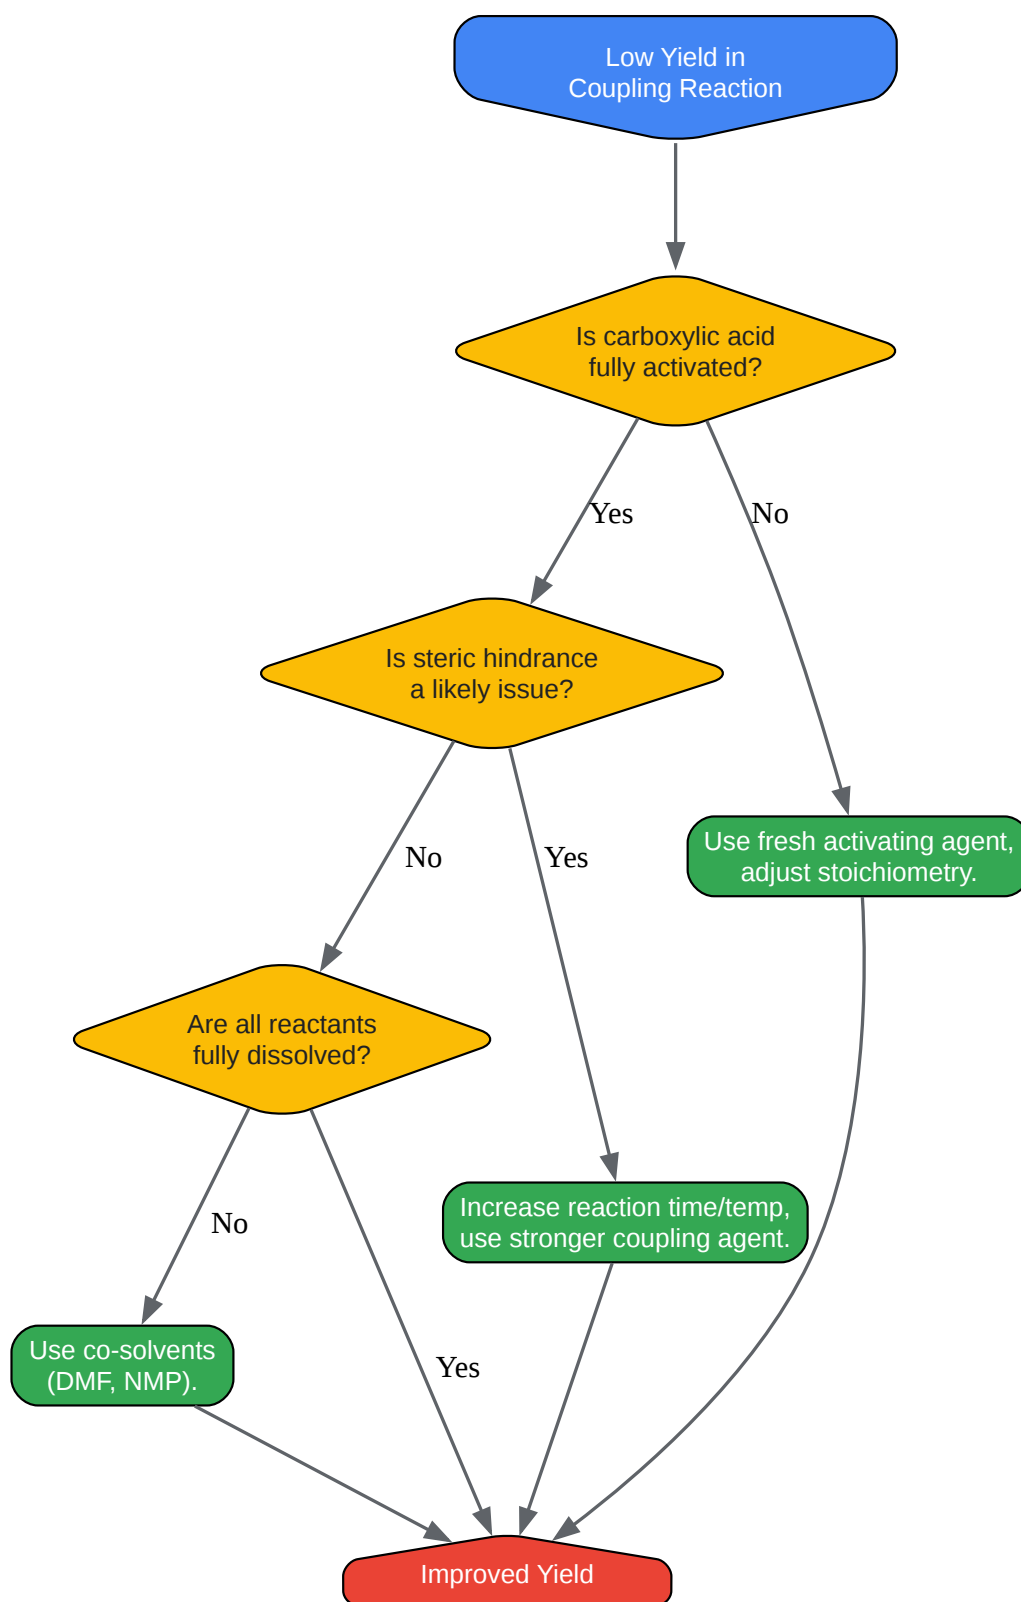 Low Yield in
Coupling Reaction
Is carboxylic acid
fully activated?
Yes
No
Is steric hindrance
a likely issue?
Use fresh activating agent,
adjust stoichiometry.
No
Yes
Are all reactants
fully dissolved?
Increase reaction time/temp,
use stronger coupling agent.
No
Use co-solvents
(DMF, NMP).
Yes
Improved Yield